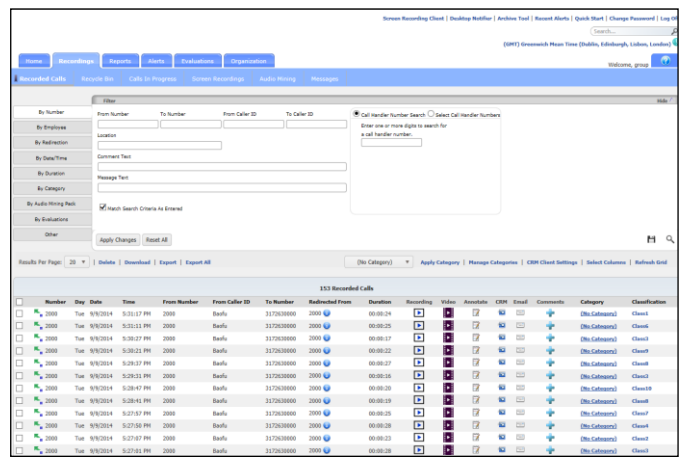 Screen Recording Client | Desktop Notifier | Archive Tool | Recent Alerts | Quick Start | Change Password | Log Of
Search...
(GMT) Greenwich Mean Time (Dublin, Edinburgh, Lisbon, London)
Home Recordings Reports Alerts Evaluations Organization
Welcome, group
Recorded Calls Recycle Bin Calls In Progress Screen Recordings Audio Mining Messages
Filter Hide
By Number
By Employee
By Redirection
By Date/Time
By Duration
By Category
By Audio Mining Pack
By Evaluations
Other
From Number To Number From Caller ID To Caller ID
Location
Comment Text
Message Text
Match Search Criteria As Entered
Call Handler Number Search Select Call Handler Numbers
Enter one or more digits to search for
a call handler number.
Apply Changes Reset All
Results Per Page: 20 | Delete | Download | Export | Export All (No Category) Apply Category | Manage Categories | CRM Client Settings | Select Columns | Refresh Grid
153 Recorded Calls
Number Day Date Time From Number From Caller ID To Number Redirected From Duration Recording Video Annotate CRM Email Comments Category Classification
2000 Tue 9/9/2014 5:31:17 PM 2000 Baofu 3172630000 2000 00:00:24 (No Category) Class1
2000 Tue 9/9/2014 5:31:11 PM 2000 Baofu 3172630000 2000 00:00:25 (No Category) Class6
2000 Tue 9/9/2014 5:30:27 PM 2000 Baofu 3172630000 2000 00:00:17 (No Category) Class3
2000 Tue 9/9/2014 5:30:21 PM 2000 Baofu 3172630000 2000 00:00:22 (No Category) Class9
2000 Tue 9/9/2014 5:29:37 PM 2000 Baofu 3172630000 2000 00:00:27 (No Category) Class8
2000 Tue 9/9/2014 5:29:31 PM 2000 Baofu 3172630000 2000 00:00:16 (No Category) Class3
2000 Tue 9/9/2014 5:28:47 PM 2000 Baofu 3172630000 2000 00:00:20 (No Category) Class10
2000 Tue 9/9/2014 5:28:41 PM 2000 Baofu 3172630000 2000 00:00:19 (No Category) Class8
2000 Tue 9/9/2014 5:27:57 PM 2000 Baofu 3172630000 2000 00:00:25 (No Category) Class7
2000 Tue 9/9/2014 5:27:50 PM 2000 Baofu 3172630000 2000 00:00:28 (No Category) Class4
2000 Tue 9/9/2014 5:27:07 PM 2000 Baofu 3172630000 2000 00:00:23 (No Category) Class2
2000 Tue 9/9/2014 5:27:01 PM 2000 Baofu 3172630000 2000 00:00:28 (No Category) Class3